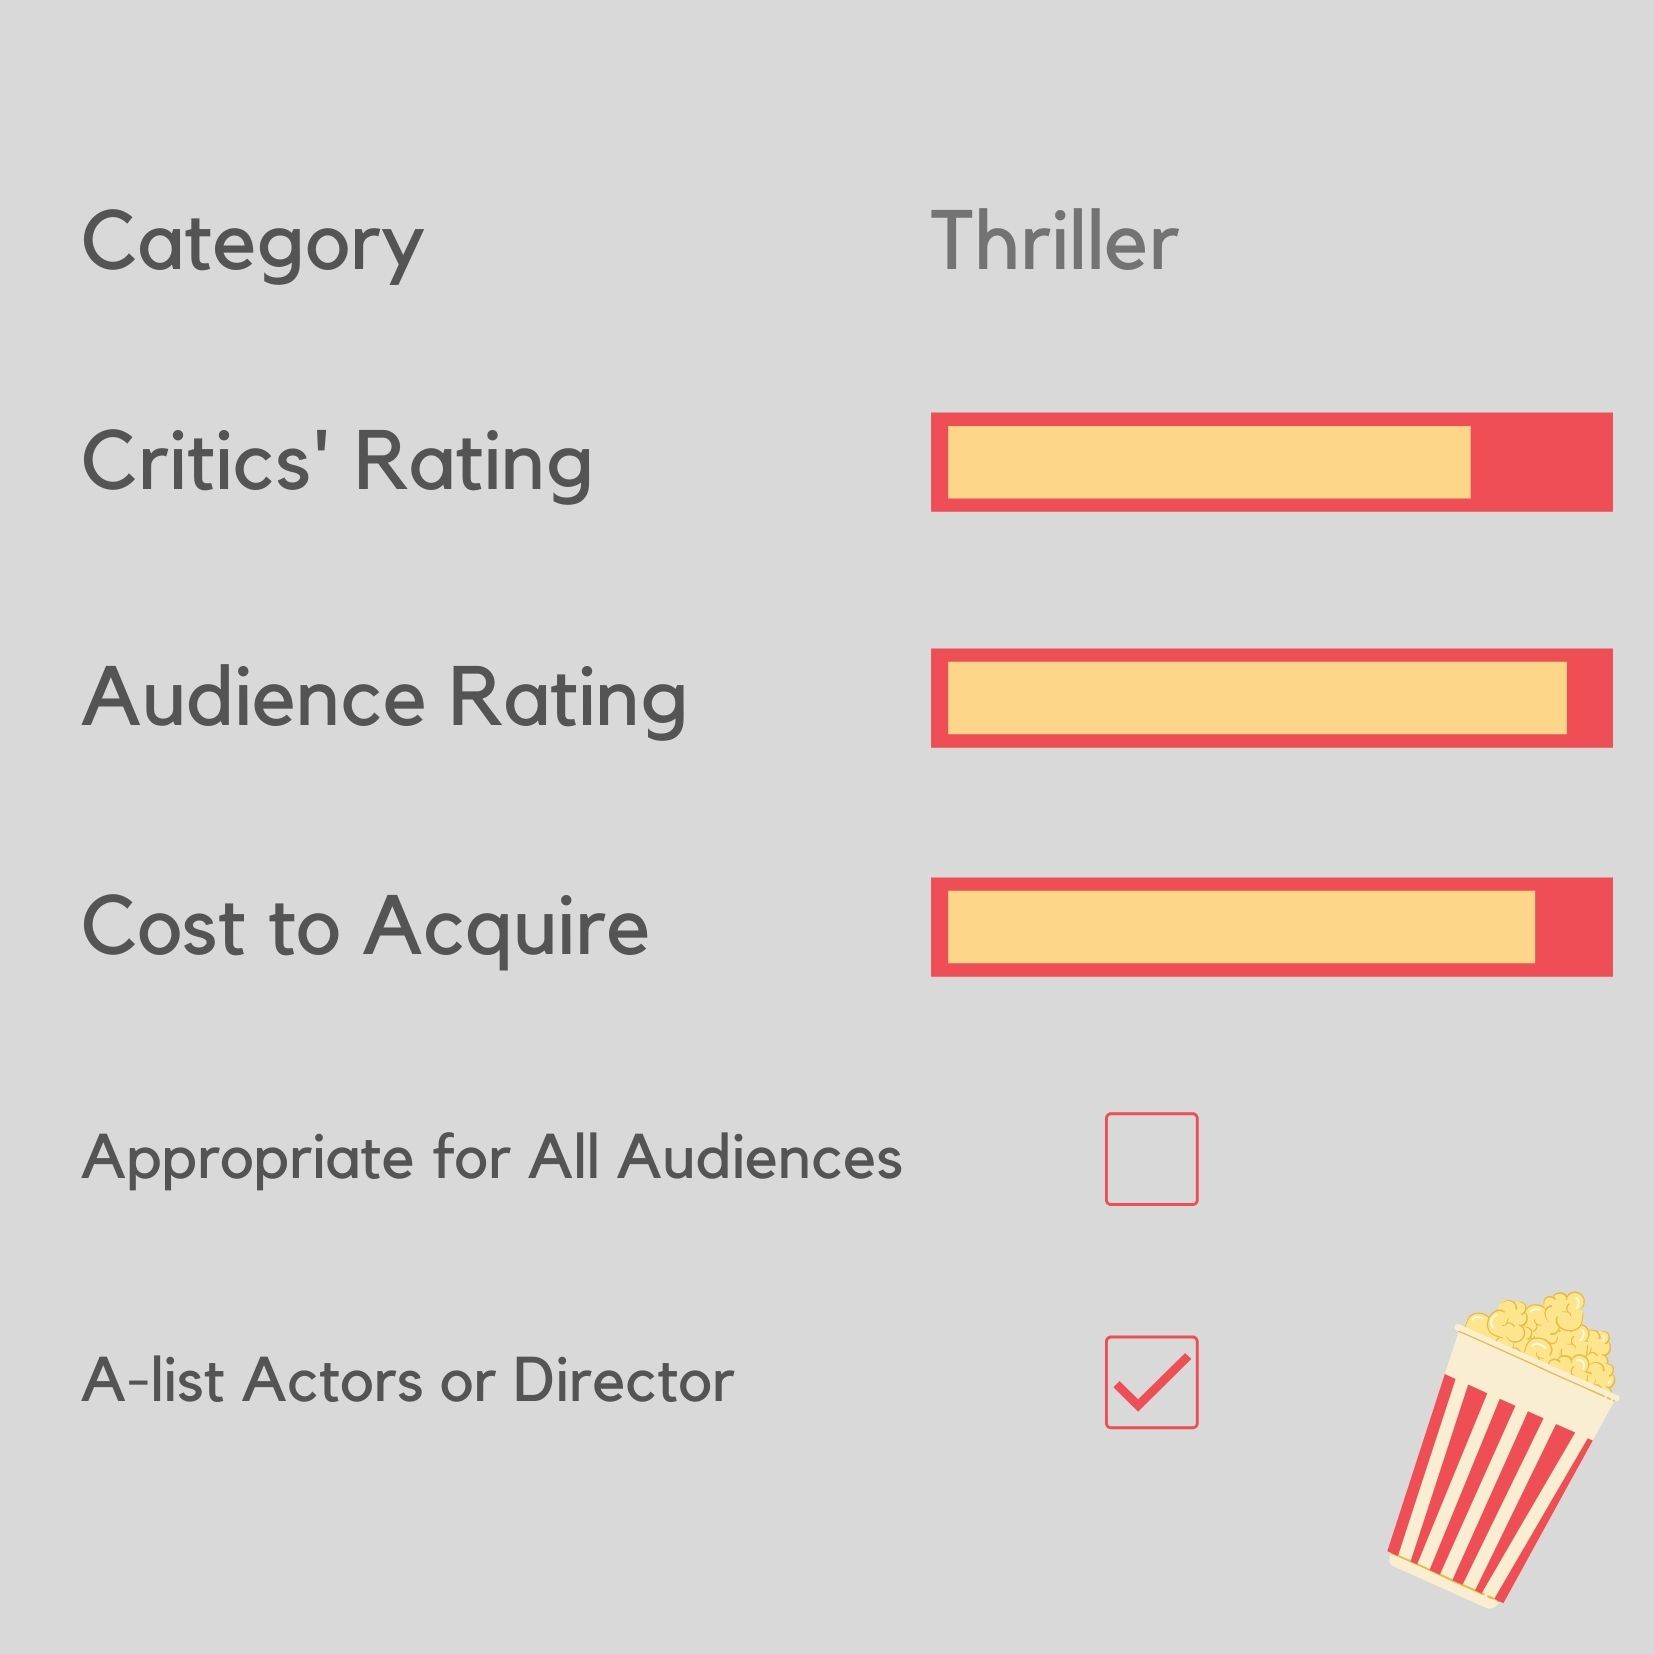 Category Thriller
Critics' Rating
Audience Rating
Cost to Acquire
Appropriate for All Audiences
A-list Actors or Director